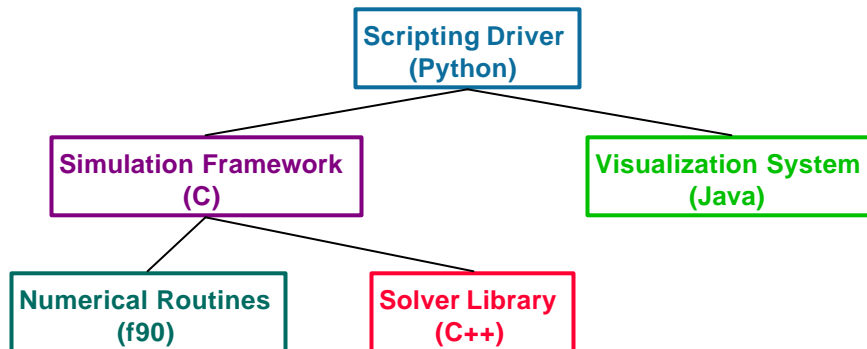 Scripting Driver
(Python)
Simulation Framework
(C)
Visualization System
(Java)
Numerical Routines
(f90)
Solver Library
(C++)